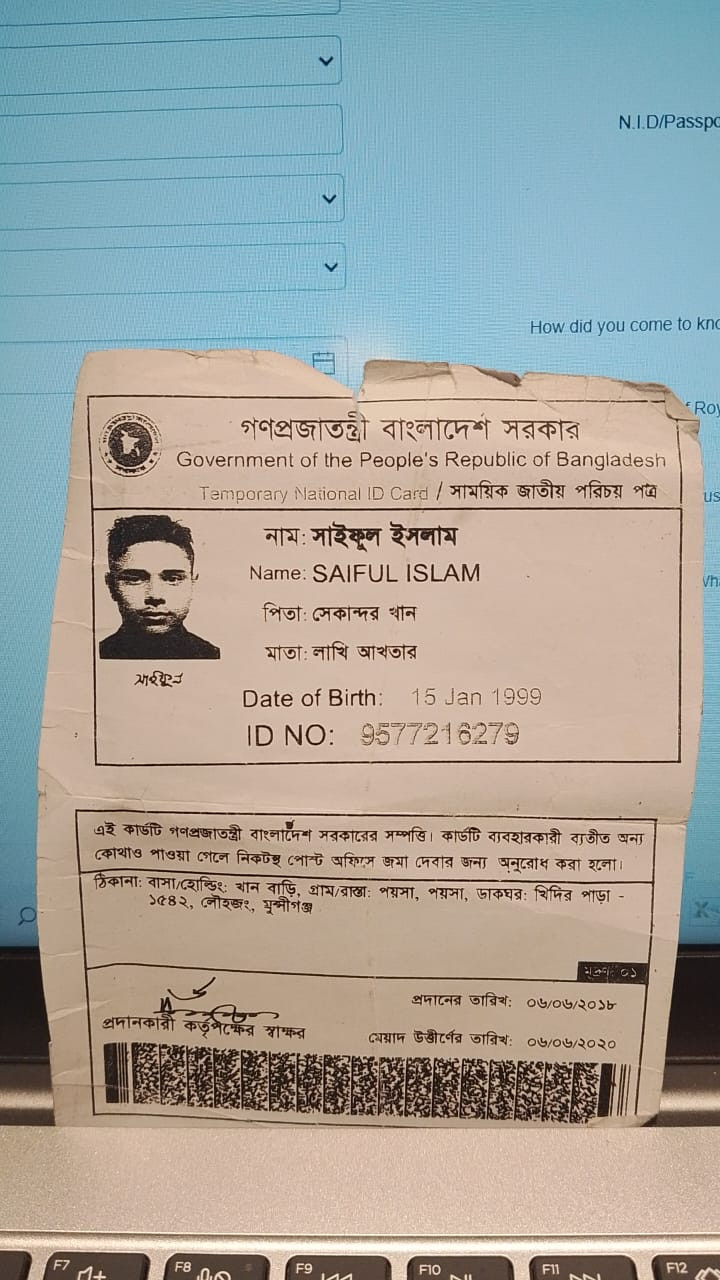 N.I.D/Passpo
How did you come to kno
f Roy
us
Wh
গণপ্রজাতন্ত্রী বাংলাদেশ সরকার
Government of the People's Republic of Bangladesh
Temporary National ID Card / সাময়িক জাতীয় পরিচয় পত্র
নাম: সাইফুল ইসলাম
Name: SAIFUL ISLAM
পিতা: সেকান্দর খান
মাতা: লাখি আখতার
সাইফুল
Date of Birth: 15 Jan 1999
ID NO: 9577216279
এই কার্ডটি গণপ্রজাতন্ত্রী বাংলাদেশ সরকারের সম্পত্তি। কার্ডটি ব্যবহারকারী ব্যতীত অন্য
কোথাও পাওয়া গেলে নিকটস্থ পোস্ট অফিসে জমা দেবার জন্য অনুরোধ করা হলো।
ঠিকানা: বাসা/হোল্ডিং: খান বাড়ি, গ্রাম/রাস্তা: পয়সা, পয়সা, ডাকঘর: খিদির পাড়া -
১৫৪২, লৌহজং, মুন্সীগঞ্জ
মুদ্রণ: ০১
প্রদানকারী কর্তৃপক্ষের স্বাক্ষর
প্রদানের তারিখ: ০৬/০৬/২০১৮
মেয়াদ উত্তীর্ণের তারিখ: ০৬/০৬/২০২০
F7
F8
F9
F10
F11
F12